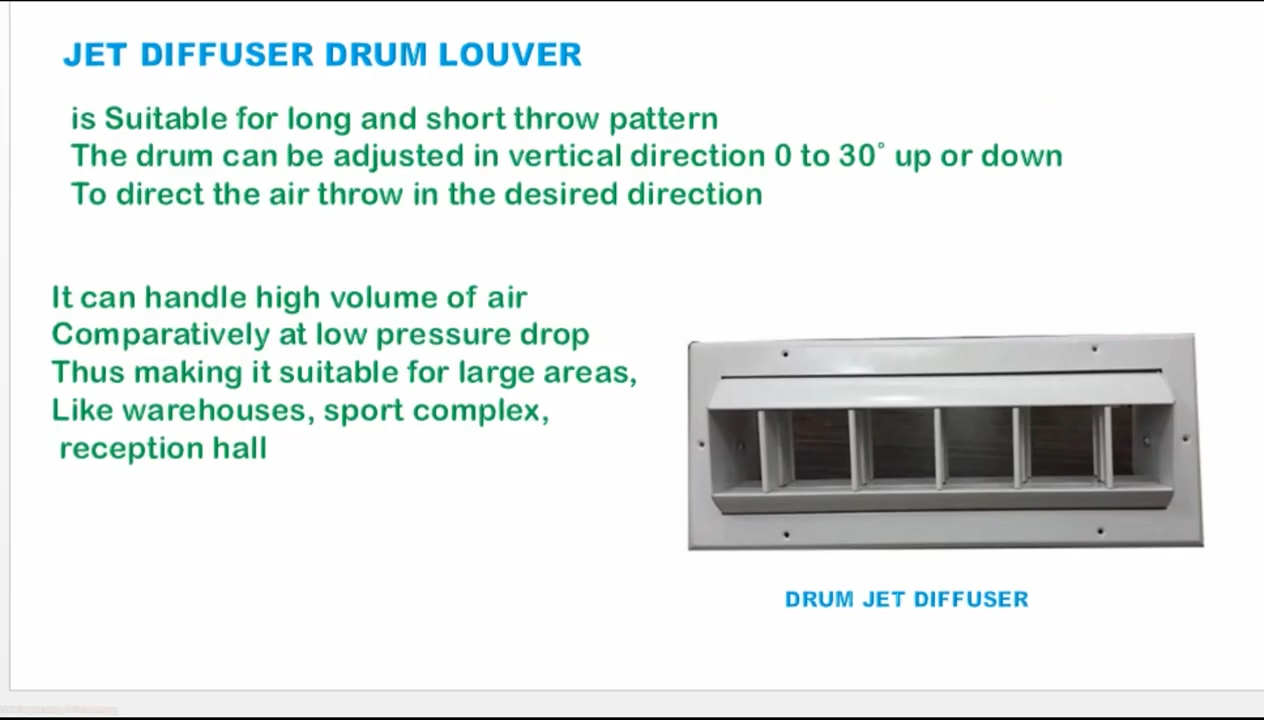 JET DIFFUSER DRUM LOUVER
is Suitable for long and short throw pattern
The drum can be adjusted in vertical direction 0 to 30° up or down
To direct the air throw in the desired direction
It can handle high volume of air
Comparatively at low pressure drop
Thus making it suitable for large areas,
Like warehouses, sport complex,
reception hall
DRUM JET DIFFUSER